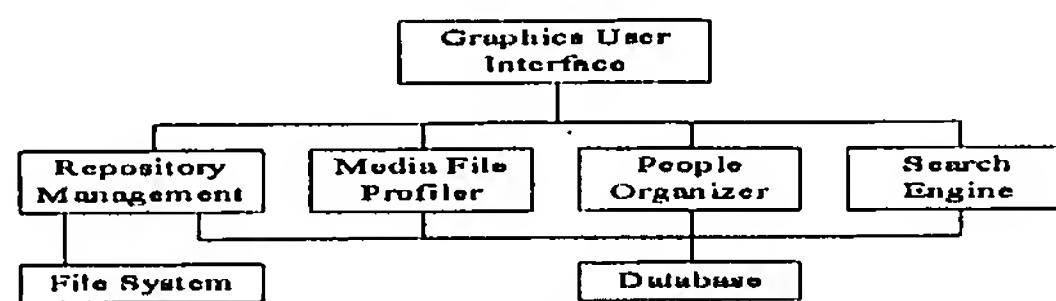 Graphics User
Interface
Repository
Management
Media File
Profiler
People
Organizer
Search
Engine
File System
Database